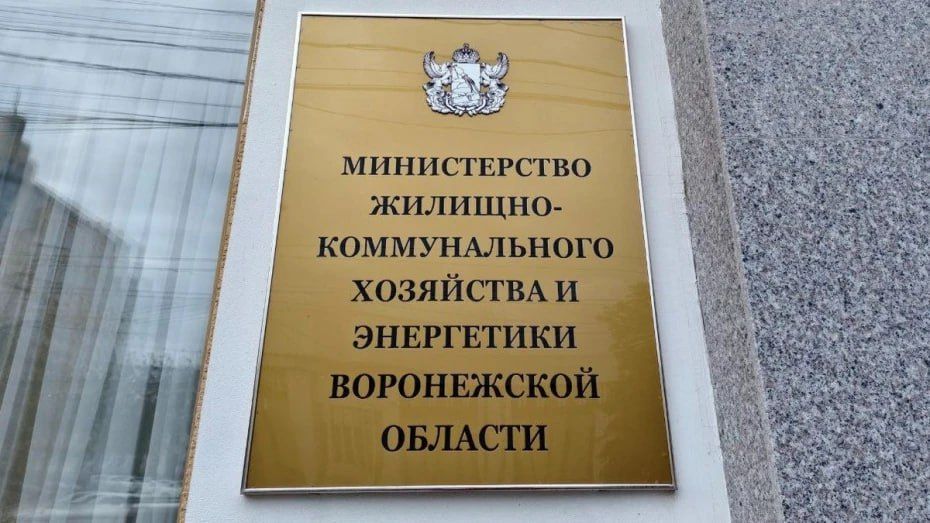 МИНИСТЕРСТВО
ЖИЛИЩНО-
КОММУНАЛЬНОГО
ХОЗЯЙСТВА И
ЭНЕРГЕТИКИ
ВОРОНЕЖСКОЙ
ОБЛАСТИ